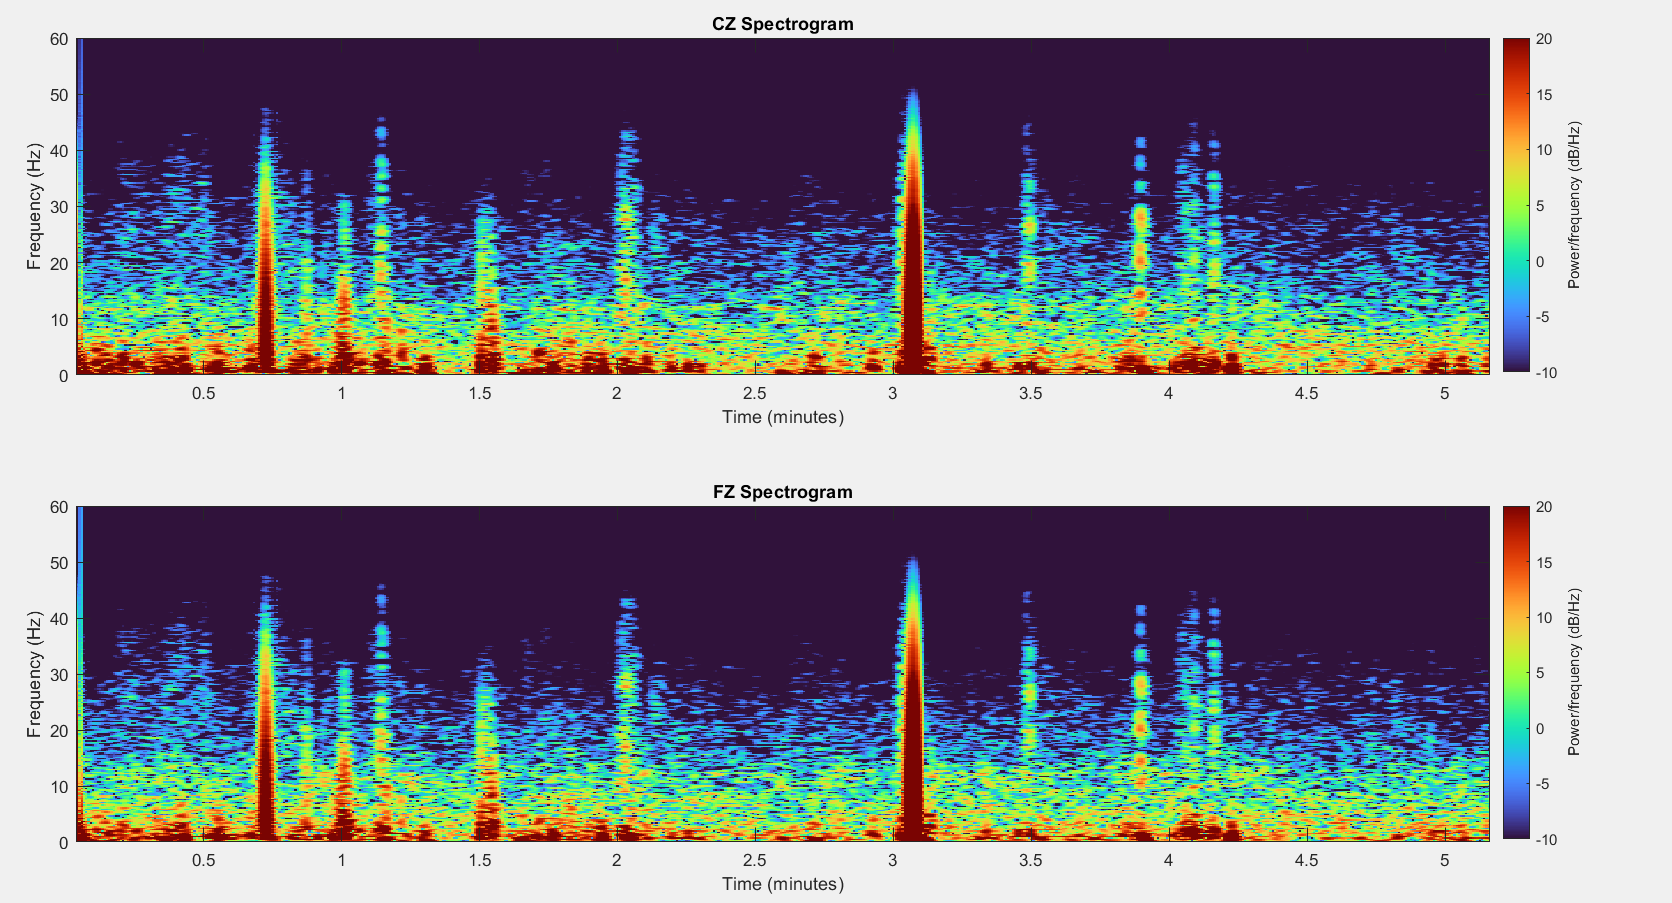 CZ Spectrogram
60
50
40
30
20
10
0
Frequency (Hz)
0.5 1 1.5 2 2.5 3 3.5 4 4.5 5
Time (minutes)
20
15
10
5
0
-5
-10
Power/frequency (dB/Hz)
FZ Spectrogram
60
50
40
30
20
10
0
Frequency (Hz)
0.5 1 1.5 2 2.5 3 3.5 4 4.5 5
Time (minutes)
20
15
10
5
0
-5
-10
Power/frequency (dB/Hz)